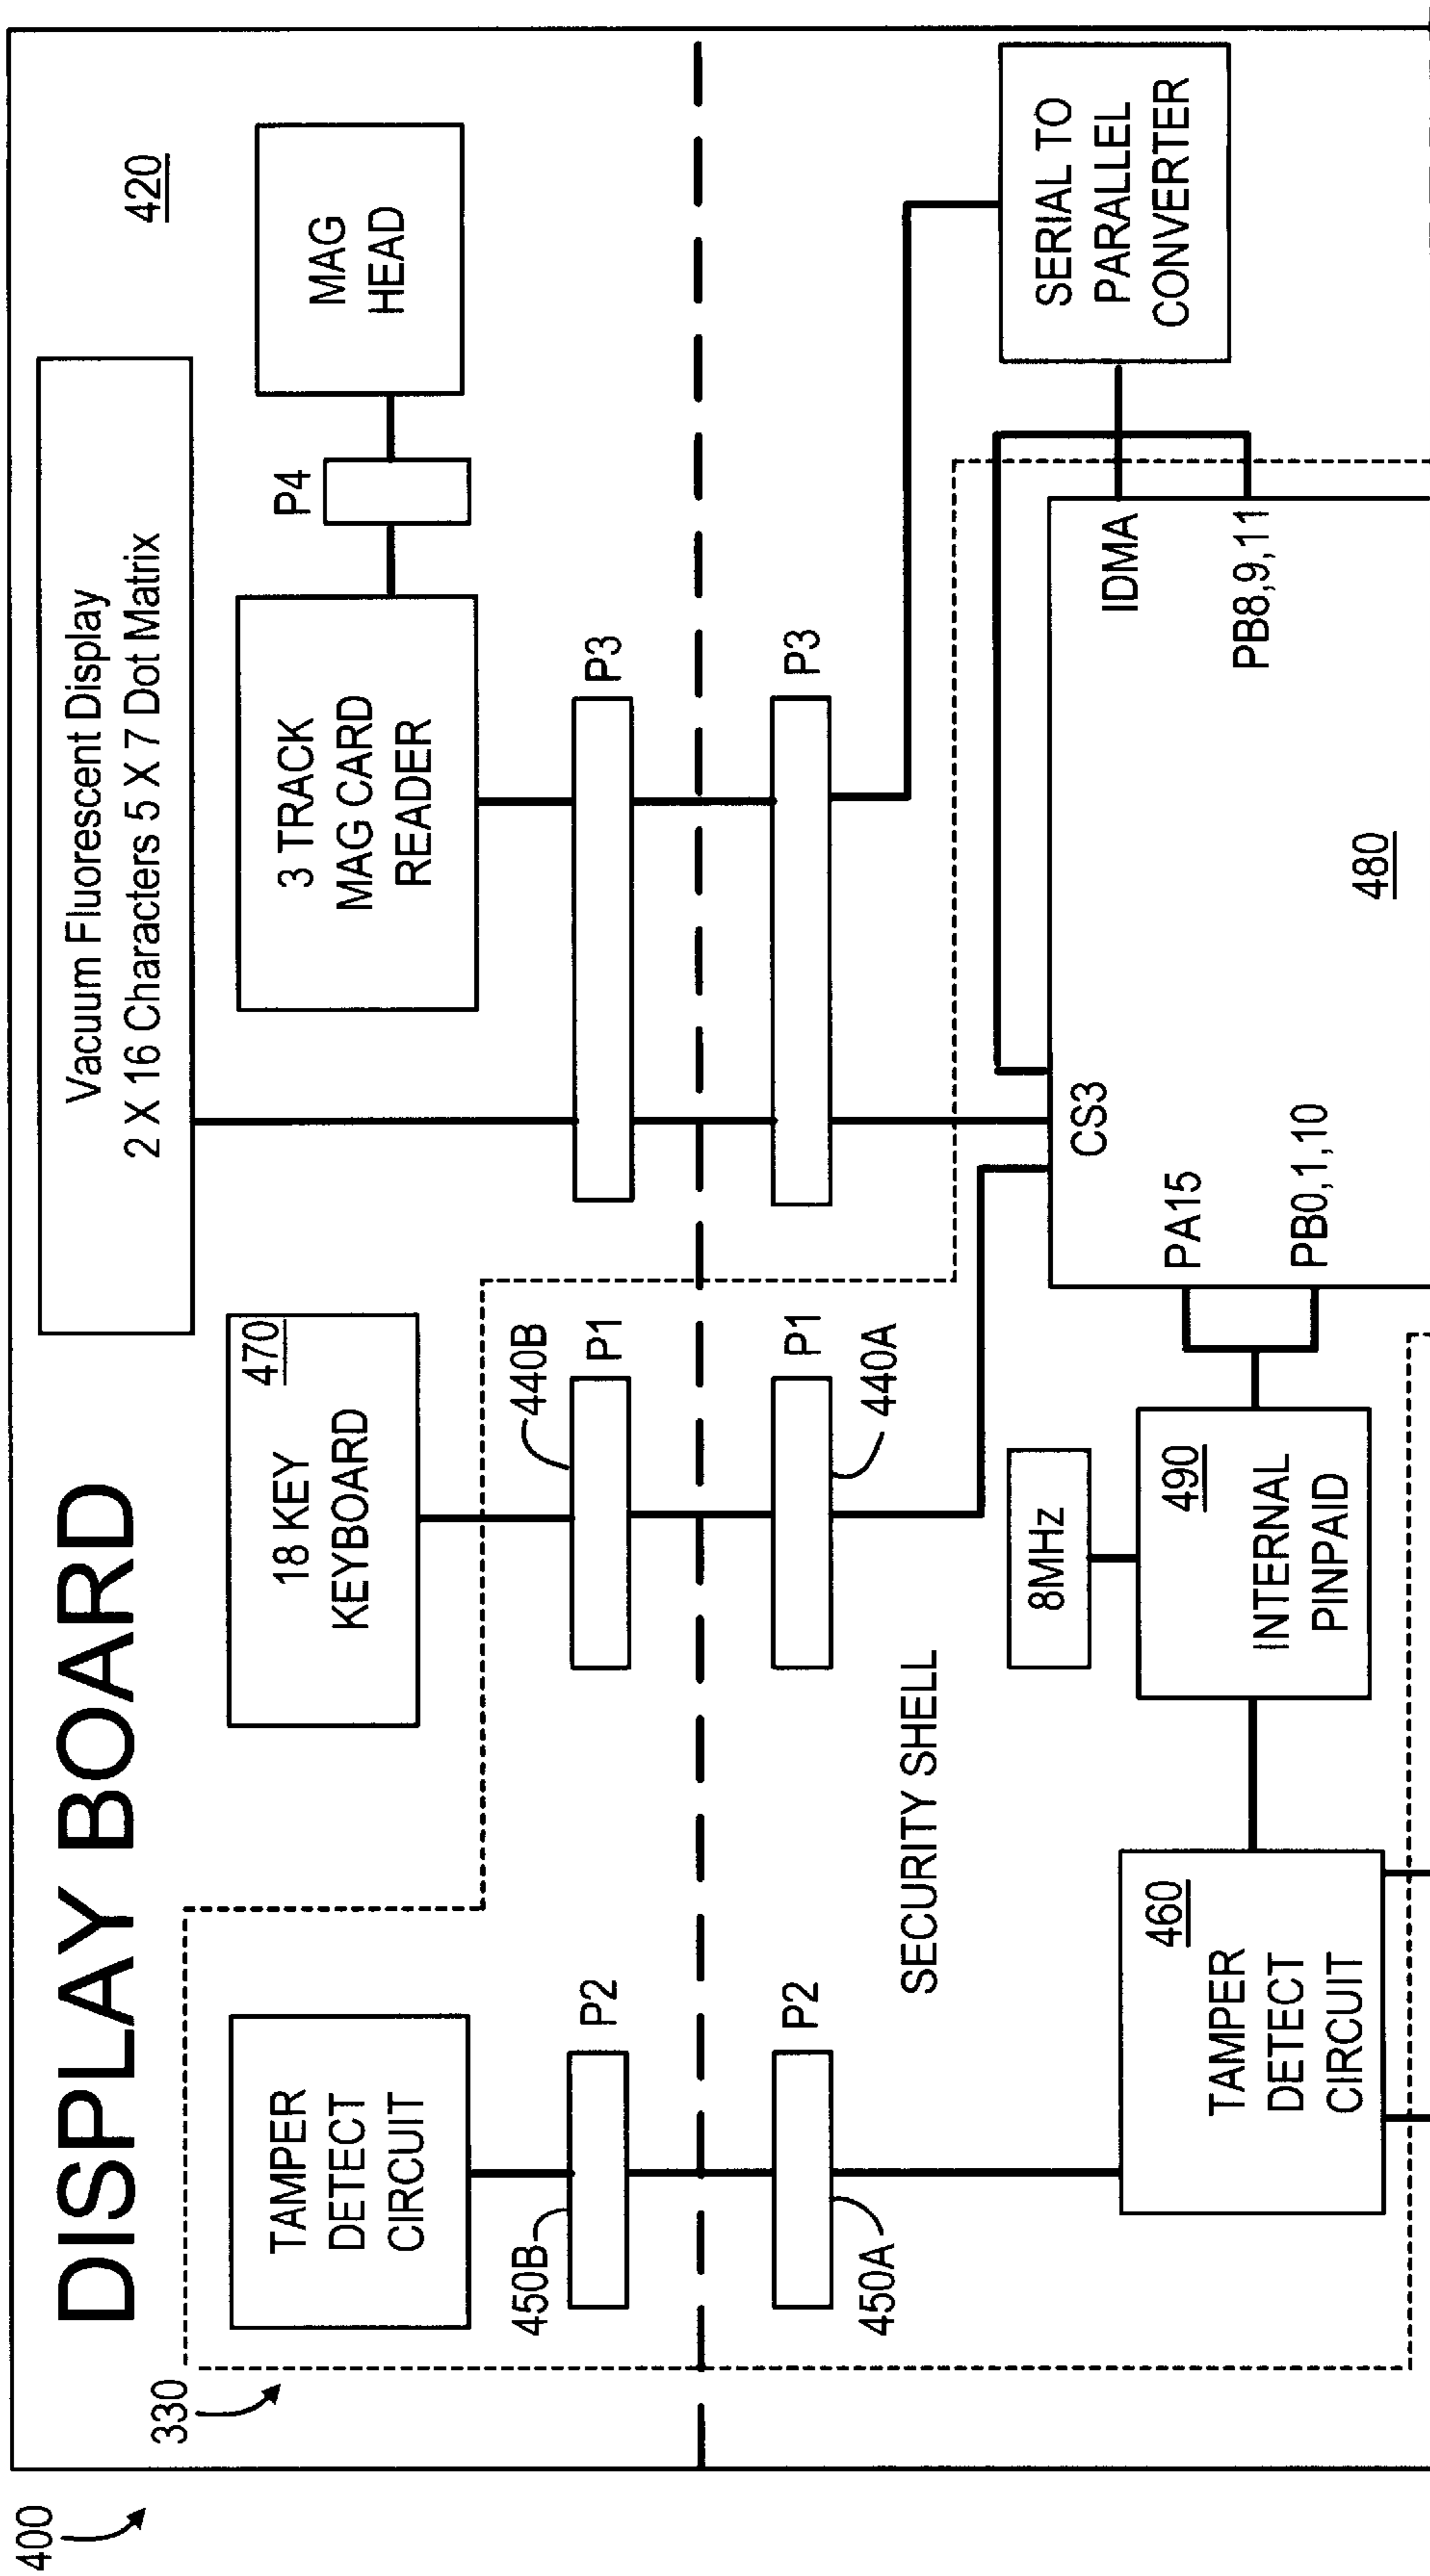 400
330
DISPLAY BOARD
420
Vacuum Fluorescent Display
2 X 16 Characters 5 X 7 Dot Matrix
TAMPER
DETECT
CIRCUIT
470
18 KEY
KEYBOARD
3 TRACK
MAG CARD
READER
P4
MAG
HEAD
450B
P2
440B
P1
P3
450A
P2
440A
P1
P3
SECURITY SHELL
SERIAL TO
PARALLEL
CONVERTER
8MHz
460
TAMPER
DETECT
CIRCUIT
490
INTERNAL
PINPAID
PA15
PB0,1,10
CS3
IDMA
PB8,9,11
480